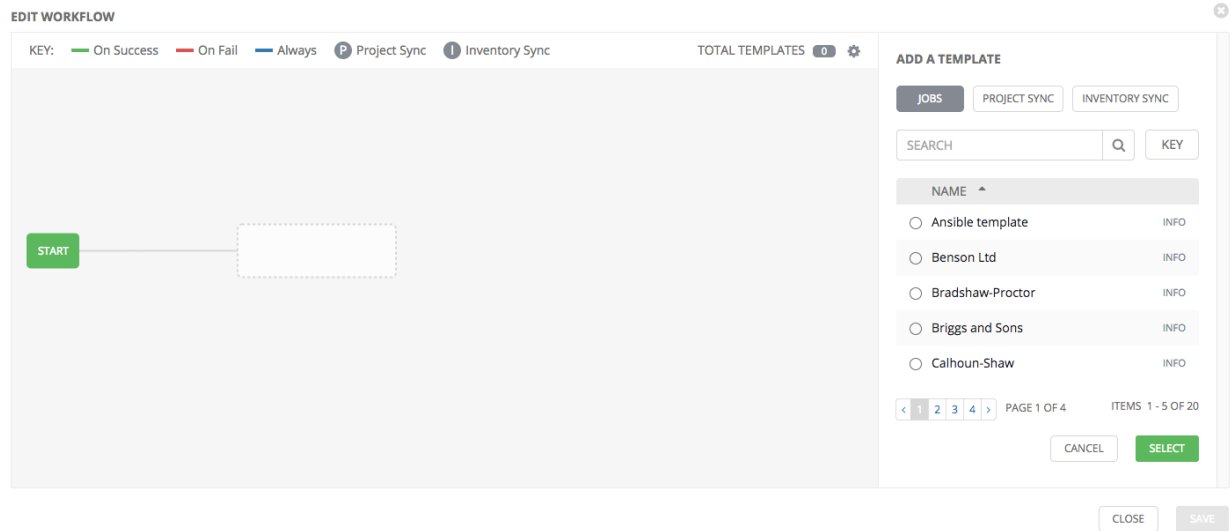 EDIT WORKFLOW
KEY: On Success On Fail Always P Project Sync I Inventory Sync TOTAL TEMPLATES 0
START
ADD A TEMPLATE
JOBS PROJECT SYNC INVENTORY SYNC
SEARCH KEY
NAME
Ansible template INFO
Benson Ltd INFO
Bradshaw-Proctor INFO
Briggs and Sons INFO
Calhoun-Shaw INFO
< 1 2 3 4 > PAGE 1 OF 4 ITEMS 1 - 5 OF 20
CANCEL SELECT
CLOSE SAVE